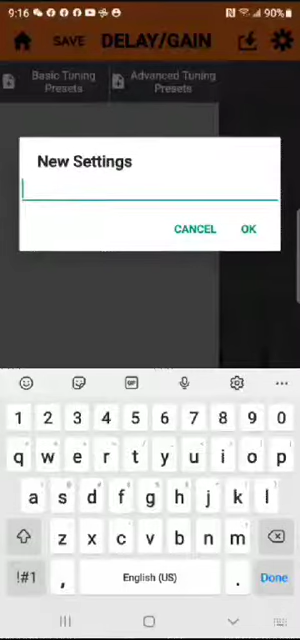 9:16
90%
SAVE DELAY/GAIN
Basic Tuning Presets
Advanced Tuning Presets
New Settings
CANCEL OK
GIF
1 2 3 4 5 6 7 8 9 0
q w e r t y u i o p
a s d f g h j k l
z x c v b n m
!#1 , English (US) . Done